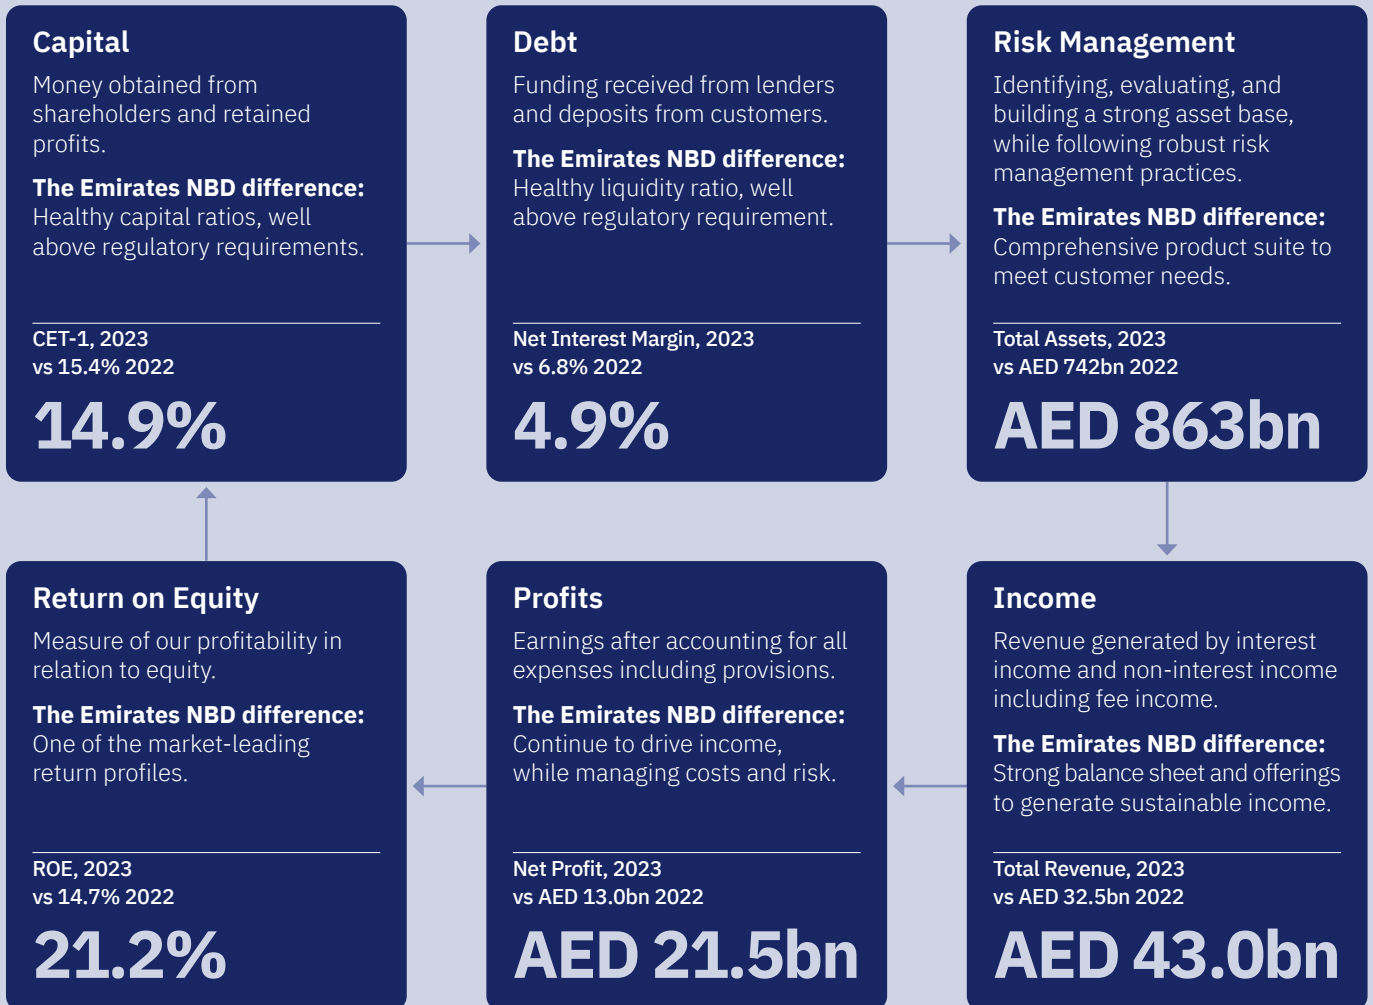 Capital
Money obtained from
shareholders and retained
profits.
The Emirates NBD difference:
Healthy capital ratios, well
above regulatory requirements.
CET-1, 2023
vs 15.4% 2022
14.9%
Debt
Funding received from lenders
and deposits from customers.
The Emirates NBD difference:
Healthy liquidity ratio, well
above regulatory requirement.
Net Interest Margin, 2023
vs 6.8% 2022
4.9%
Risk Management
Identifying, evaluating, and
building a strong asset base,
while following robust risk
management practices.
The Emirates NBD difference:
Comprehensive product suite to
meet customer needs.
Total Assets, 2023
vs AED 742bn 2022
AED 863bn
Income
Revenue generated by interest
income and non-interest income
including fee income.
The Emirates NBD difference:
Strong balance sheet and offerings
to generate sustainable income.
Total Revenue, 2023
vs AED 32.5bn 2022
AED 43.0bn
Profits
Earnings after accounting for all
expenses including provisions.
The Emirates NBD difference:
Continue to drive income,
while managing costs and risk.
Net Profit, 2023
vs AED 13.0bn 2022
AED 21.5bn
Return on Equity
Measure of our profitability in
relation to equity.
The Emirates NBD difference:
One of the market-leading
return profiles.
ROE, 2023
vs 14.7% 2022
21.2%